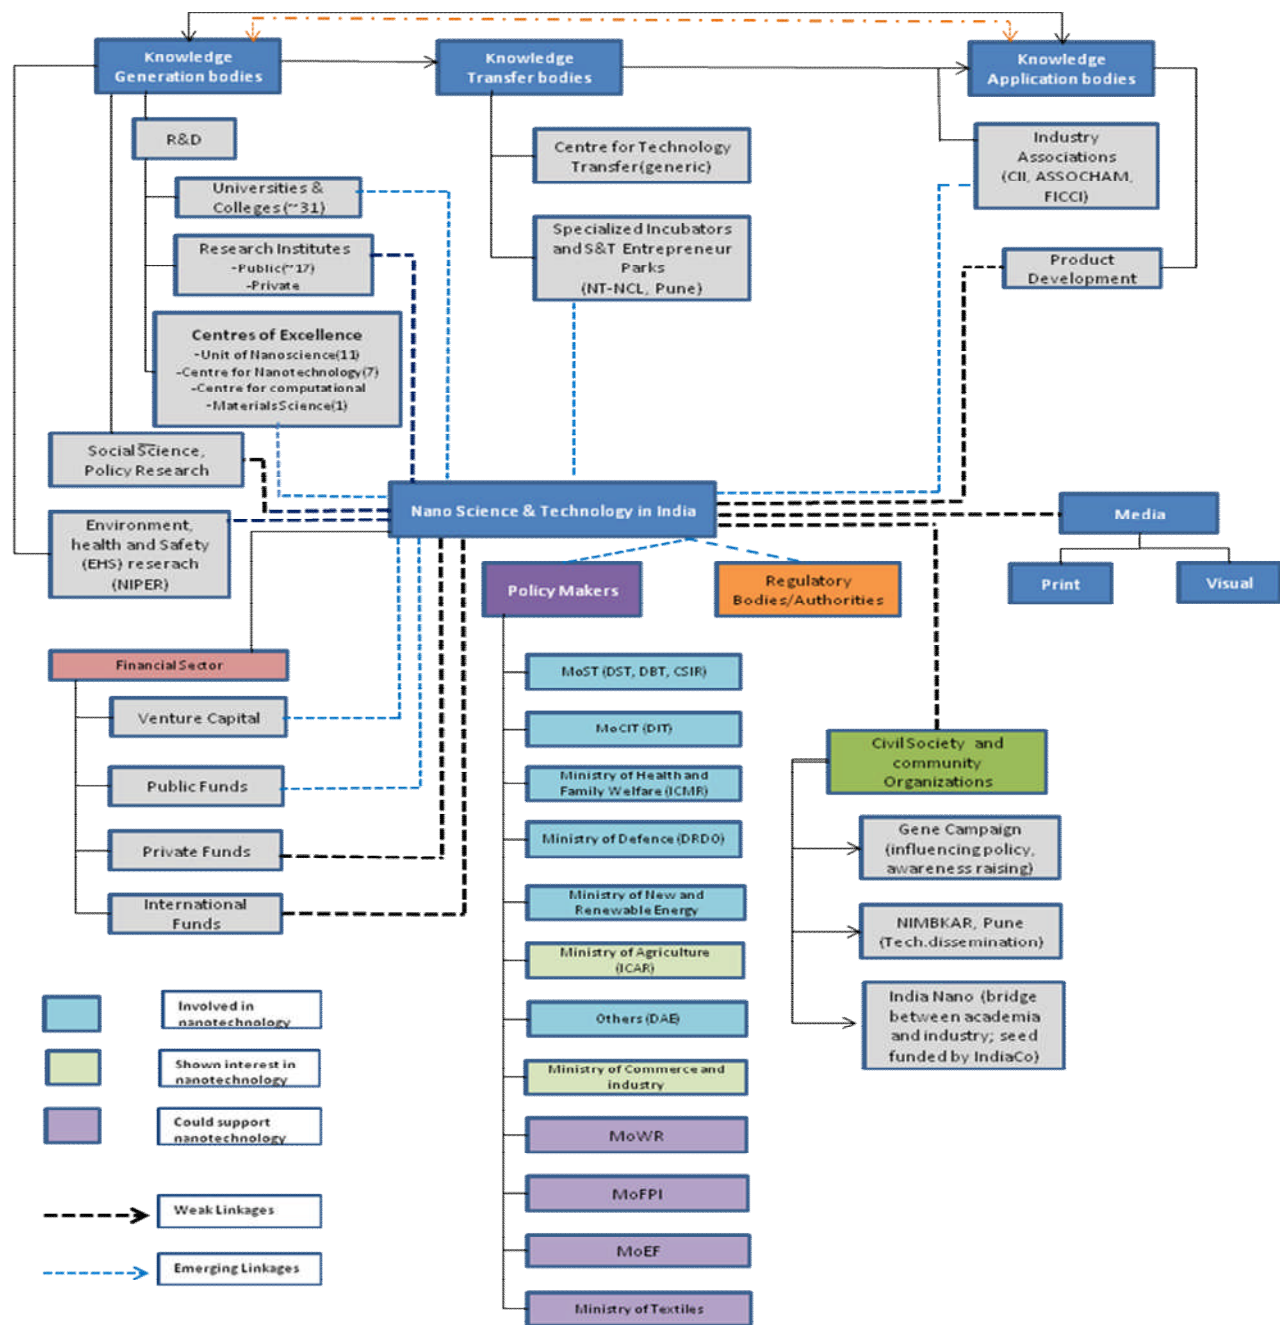 Knowledge
Generation bodies
Knowledge
Transfer bodies
Knowledge
Application bodies
R&D
Universities &
Colleges (~31)
Research Institutes
-Public(~17)
-Private
Centres of Excellence
-Unit of Nanoscience(11)
-Centre for Nanotechnology(7)
-Centre for computational
-MaterialsScience(1)
Social Science,
Policy Research
Environment,
health and Safety
(EHS) reserach
(NIPER)
Centre for Technology
Transfer(generic)
Specialized Incubators
and S&T Entrepreneur
Parks
(NT-NCL, Pune)
Industry
Associations
(CII, ASSOCHAM,
FICCI)
Product
Development
Nano Science & Technology in India
Media
Print
Visual
Policy Makers
Regulatory
Bodies/Authorities
Financial Sector
Venture Capital
Public Funds
Private Funds
International
Funds
MoST (DST, DBT, CSIR)
MoCIT (DIT)
Ministry of Health and
Family Welfare (ICMR)
Ministry of Defence (DRDO)
Ministry of New and
Renewable Energy
Ministry of Agriculture
(ICAR)
Others (DAE)
Ministry of Commerce and
industry
MoWR
MoFPI
MoEF
Ministry of Textiles
Civil Society and
community
Organizations
Gene Campaign
(influencing policy,
awareness raising)
NIMBKAR, Pune
(Tech.dissemination)
India Nano (bridge
between academia
and industry; seed
funded by IndiaCo)
Involved in
nanotechnology
Shown interest in
nanotechnology
Could support
nanotechnology
Weak Linkages
Emerging Linkages